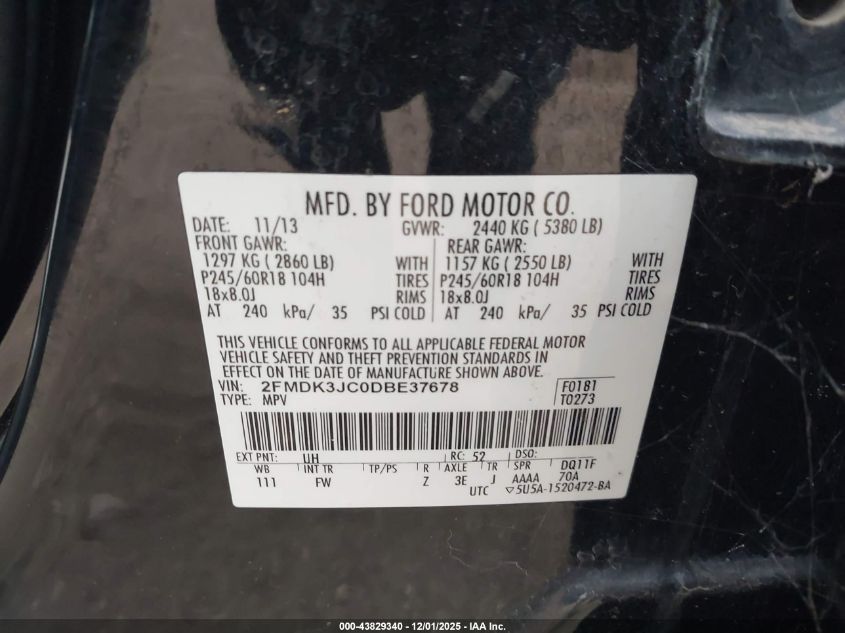 MFD. BY FORD MOTOR CO.
DATE: 11/13 GVWR: 2440 KG ( 5380 LB)
FRONT GAWR: REAR GAWR:
1297 KG ( 2860 LB) WITH 1157 KG ( 2550 LB) WITH
P245/60R18 104H TIRES P245/60R18 104H TIRES
18x8.0J RIMS 18x8.0J RIMS
AT 240 kPa/ 35 PSI COLD AT 240 kPa/ 35 PSI COLD
THIS VEHICLE CONFORMS TO ALL APPLICABLE FEDERAL MOTOR
VEHICLE SAFETY AND THEFT PREVENTION STANDARDS IN
EFFECT ON THE DATE OF MANUFACTURE SHOWN ABOVE.
VIN: 2FMDK3JC0DBE37678 F0181
TYPE: MPV T0273
EXT PNT: UH RC: 52 DSO:
WB INT TR TP/PS R AXLE TR SPR DQ11F
111 FW Z 3E J AAAA 70A
UTC ▽5U5A-1520472-BA
000-43829340 - 12/01/2025 - IAA Inc.